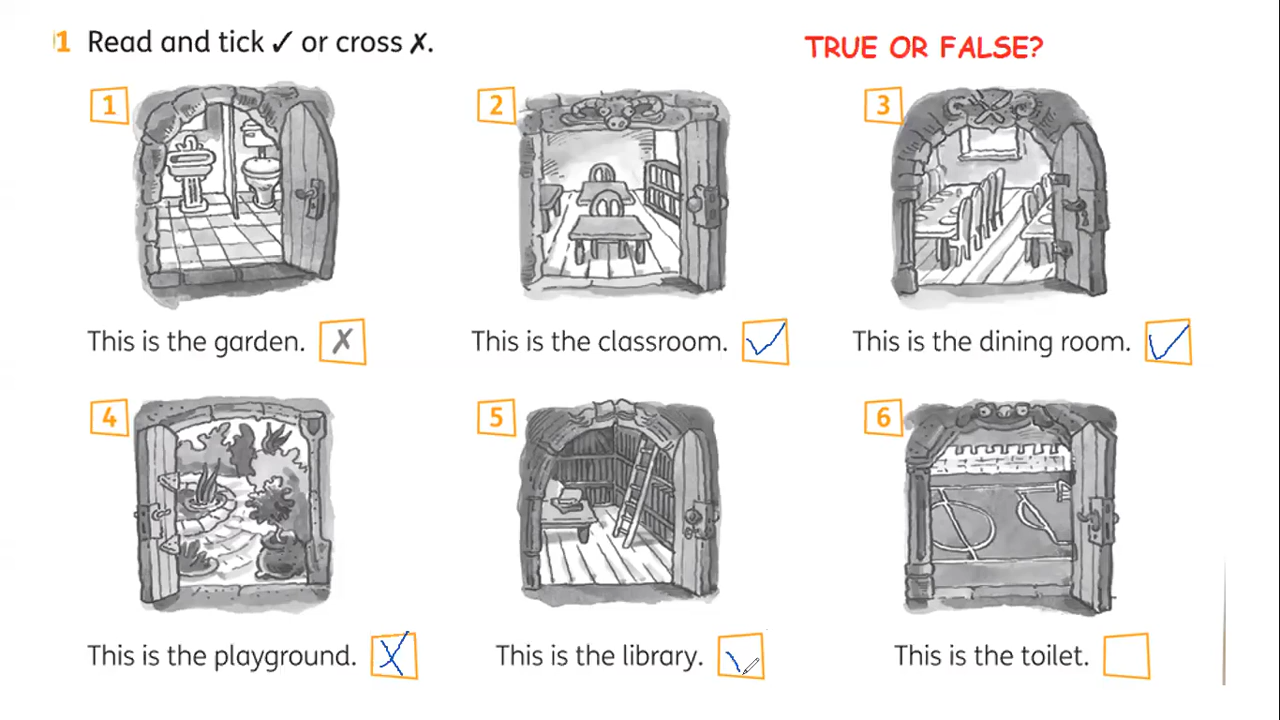 1 Read and tick ✓ or cross ✗.
TRUE OR FALSE?
1
2
3
This is the garden. ✗
This is the classroom. ✓
This is the dining room. ✓
4
5
6
This is the playground. X
This is the library.
This is the toilet.